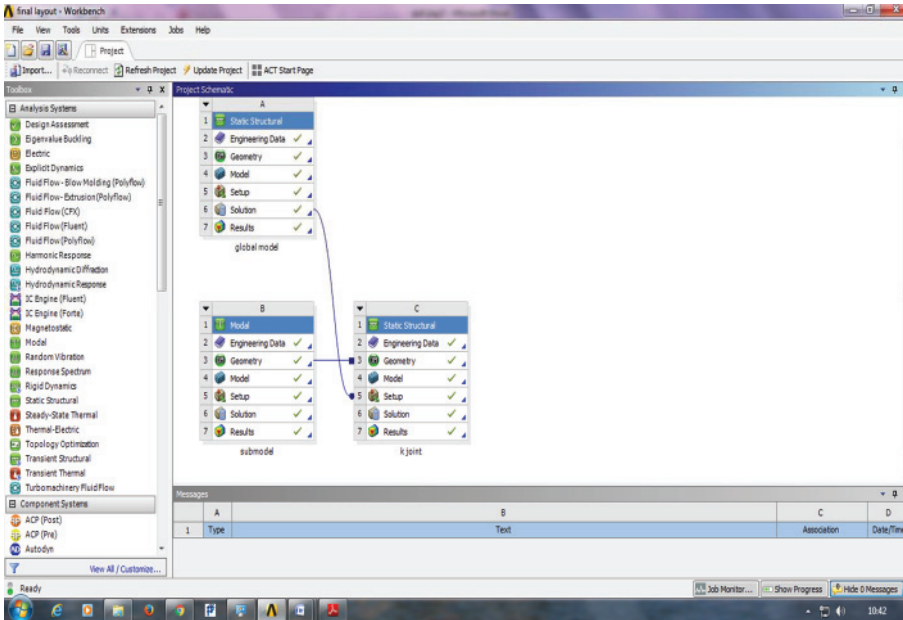 final layout - Workbench
File View Tools Units Extensions Jobs Help
Project
Import... Reconnect Refresh Project Update Project ACT Start Page
Toolbox
Project Schematic
Analysis Systems
Design Assessment
Eigenvalue Buckling
Electric
Explicit Dynamics
Fluid Flow - Blow Molding (Polyflow)
Fluid Flow - Extrusion (Polyflow)
Fluid Flow (CFX)
Fluid Flow (Fluent)
Fluid Flow (Polyflow)
Harmonic Response
Hydrodynamic Diffraction
Hydrodynamic Response
IC Engine (Fluent)
IC Engine (Forte)
Magnetostatic
Modal
Random Vibration
Response Spectrum
Rigid Dynamics
Static Structural
Steady-State Thermal
Thermal-Electric
Topology Optimization
Transient Structural
Transient Thermal
Turbomachinery Fluid Flow
Component Systems
ACP (Post)
ACP (Pre)
Autodyn
View All / Customize...
A
1 Static Structural
2 Engineering Data
3 Geometry
4 Model
5 Setup
6 Solution
7 Results
global model
B
1 Modal
2 Engineering Data
3 Geometry
4 Model
5 Setup
6 Solution
7 Results
submodel
C
1 Static Structural
2 Engineering Data
3 Geometry
4 Model
5 Setup
6 Solution
7 Results
k joint
Messages
A B C D
1 Type Text Association Date/Time
Ready
Job Monitor... Show Progress Hide 0 Messages
10:42